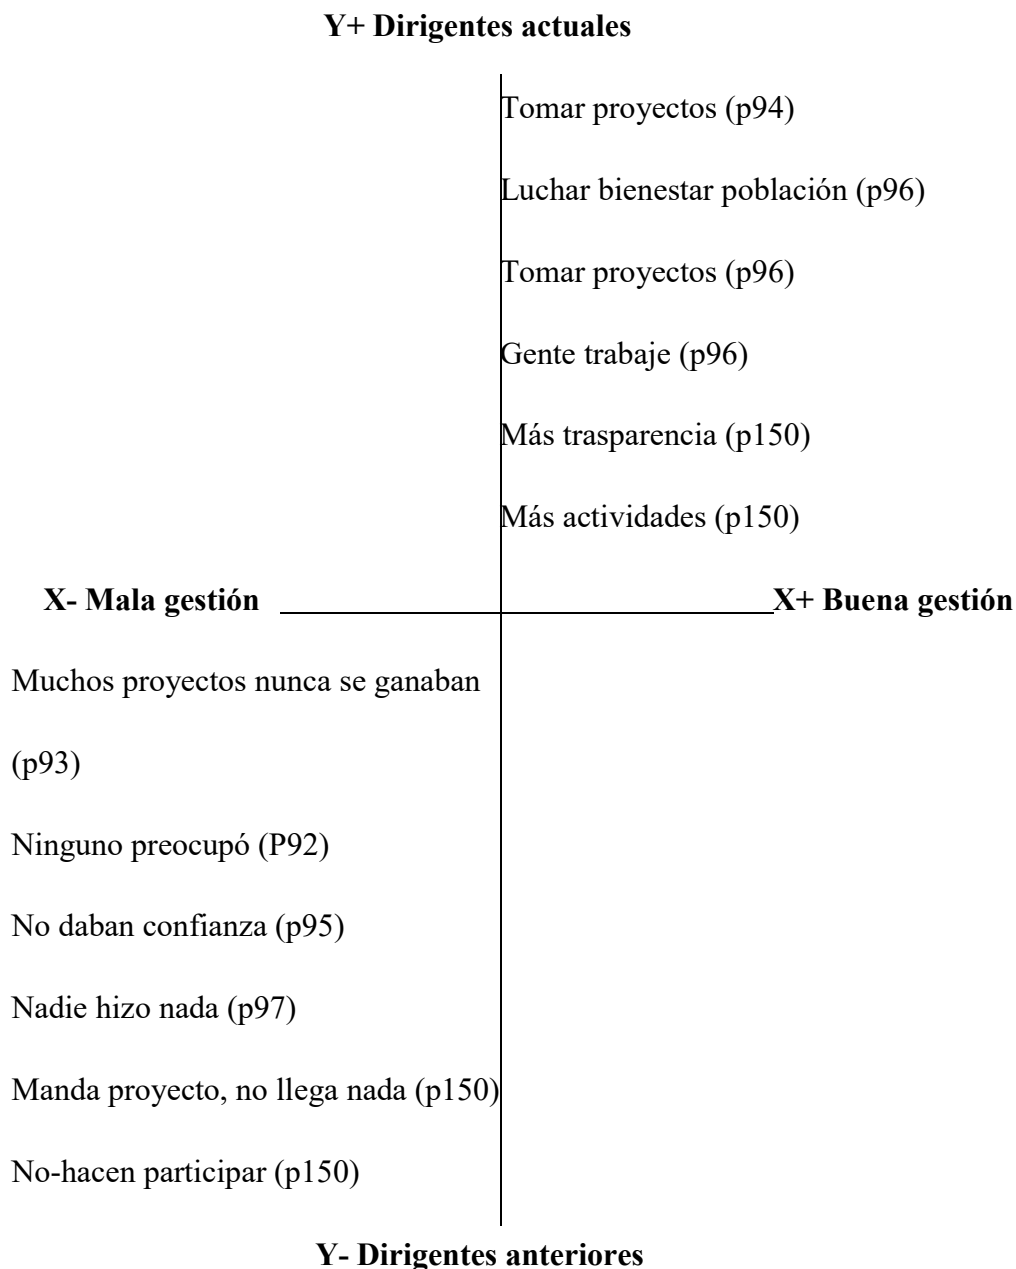 Y+ Dirigentes actuales
Tomar proyectos (p94)
Luchar bienestar población (p96)
Tomar proyectos (p96)
Gente trabaje (p96)
Más trasparencia (p150)
Más actividades (p150)
X- Mala gestión X+ Buena gestión
Muchos proyectos nunca se ganaban
(p93)
Ninguno preocupó (P92)
No daban confianza (p95)
Nadie hizo nada (p97)
Manda proyecto, no llega nada (p150)
No-hacen participar (p150)
Y- Dirigentes anteriores